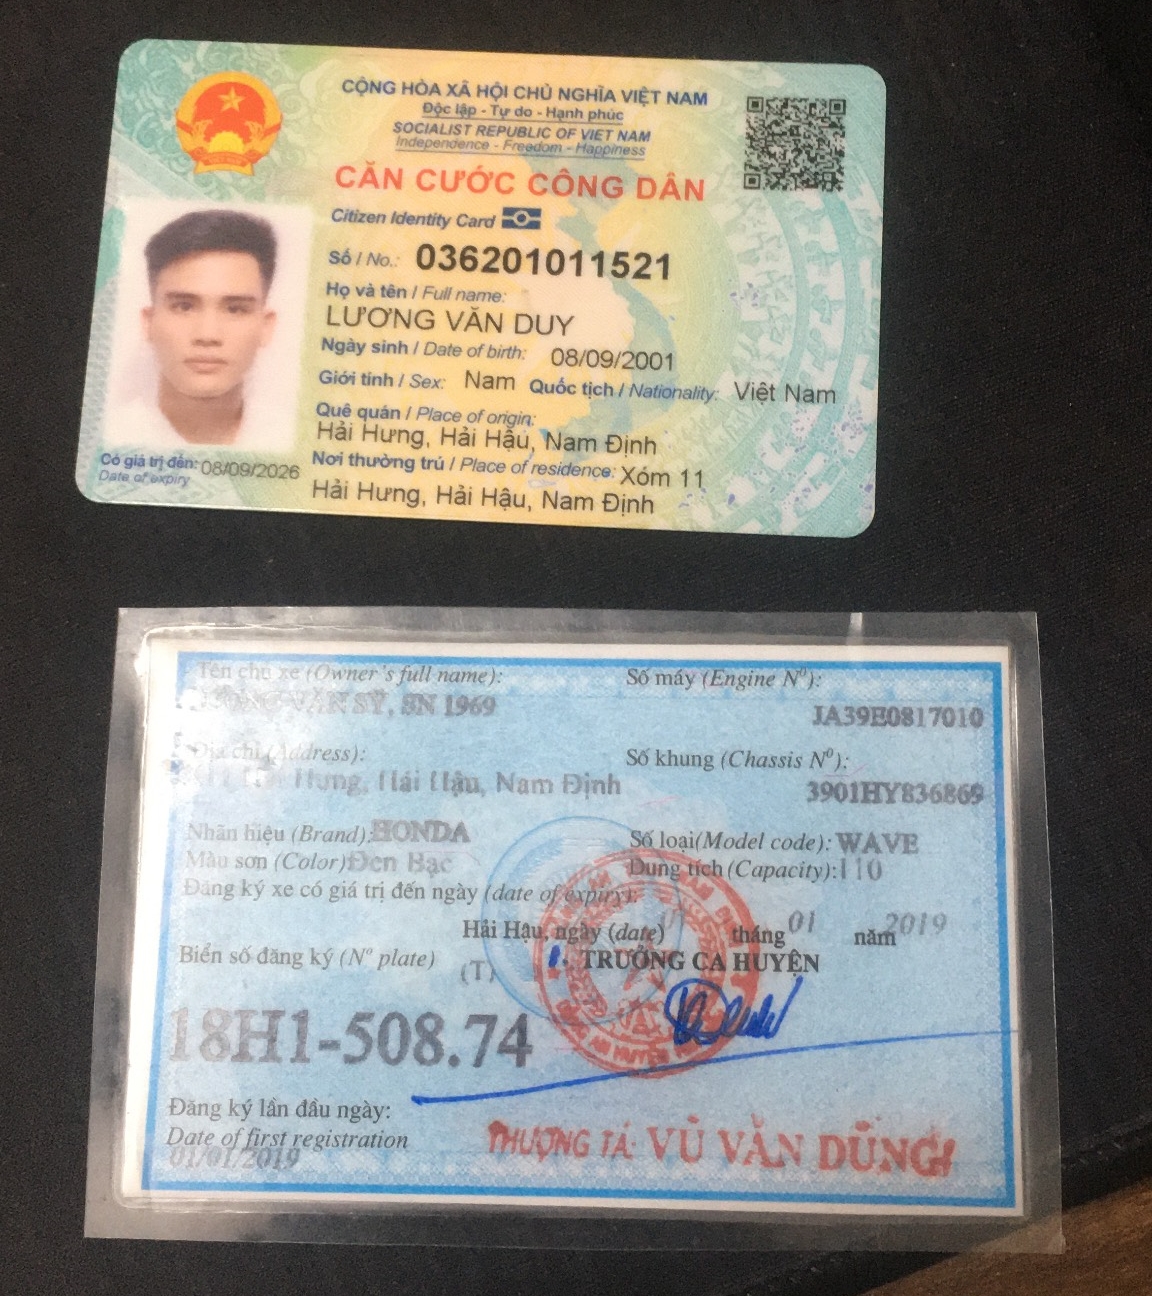 CỘNG HÒA XÃ HỘI CHỦ NGHĨA VIỆT NAM
Độc lập - Tự do - Hạnh phúc
SOCIALIST REPUBLIC OF VIET NAM
Independence - Freedom - Happiness
CĂN CƯỚC CÔNG DÂN
Citizen Identity Card
Số / No.: 036201011521
Họ và tên / Full name:
LƯƠNG VĂN DUY
Ngày sinh / Date of birth: 08/09/2001
Giới tính / Sex: Nam Quốc tịch / Nationality: Việt Nam
Quê quán / Place of origin:
Hải Hưng, Hải Hậu, Nam Định
Nơi thường trú / Place of residence: Xóm 11
Hải Hưng, Hải Hậu, Nam Định
Có giá trị đến: 08/09/2026
Date of expiry
Tên chủ xe (Owner's full name):
VĂN SỸ, SN 1969
Số máy (Engine Nº):
JA39E0817010
Địa chỉ (Address):
Hưng, Hải Hậu, Nam Định
Số khung (Chassis Nº):
3901HY836869
Nhãn hiệu (Brand): HONDA
Số loại(Model code): WAVE
Màu sơn (Color) Đen Bạc
Dung tích (Capacity): 110
Đăng ký xe có giá trị đến ngày (date of expiry):
Hải Hậu, ngày (date) tháng 01 năm 2019
Biển số đăng ký (Nº plate) (T)
TRƯỞNG CA HUYỆN
18H1-508.74
Đăng ký lần đầu ngày:
Date of first registration
01/01/2019
THƯỢNG TÁ VŨ VĂN DŨNG